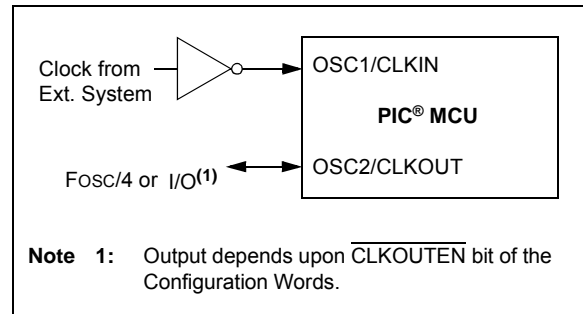 Clock from
Ext. System
OSC1/CLKIN
PIC® MCU
Fosc/4 or I/O(1)
OSC2/CLKOUT
Note 1: Output depends upon CLKOUTEN bit of the
Configuration Words.